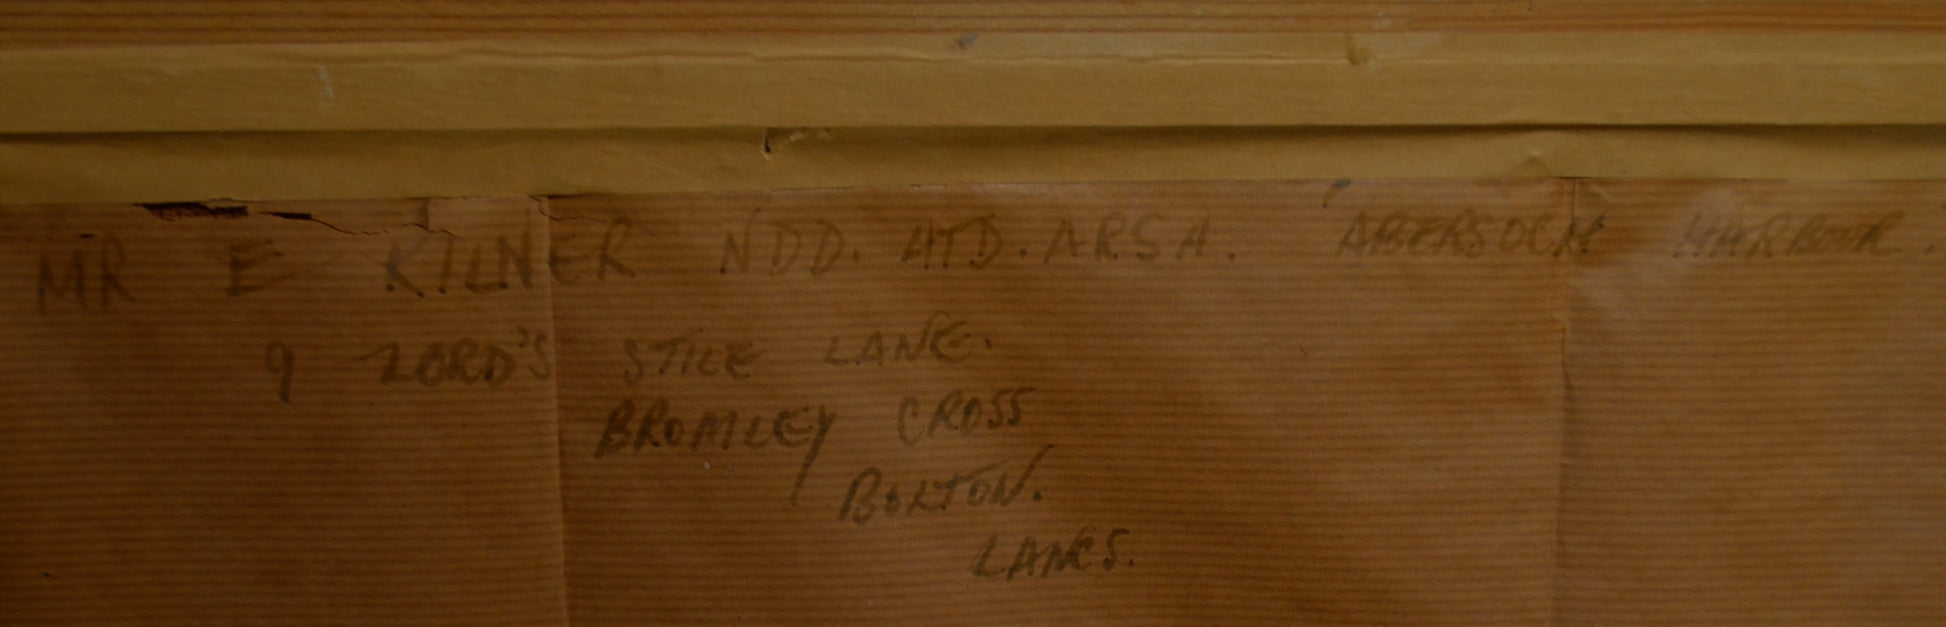 MR E KILNER NDD. ATD. ARSA. "ABERSOCH HARBOUR."
9 LORD'S STILE LANE.
BROMLEY CROSS
BOLTON.
LANCS.